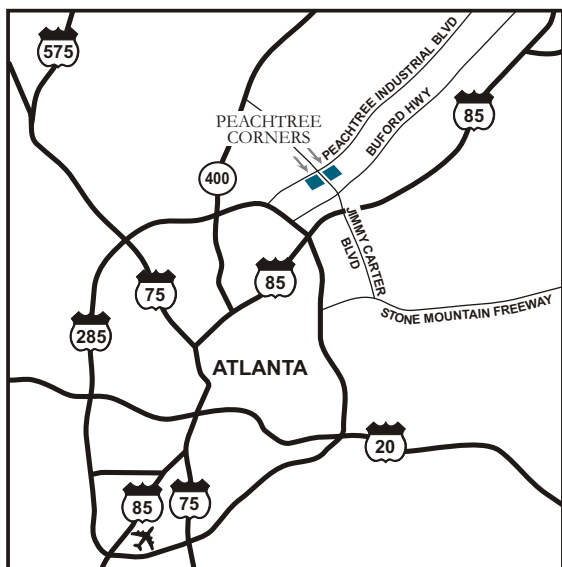 575
PEACHTREE INDUSTRIAL BLVD
BUFORD HWY
85
PEACHTREE
CORNERS
400
JIMMY CARTER
BLVD
75
85
STONE MOUNTAIN FREEWAY
285
ATLANTA
20
85
75